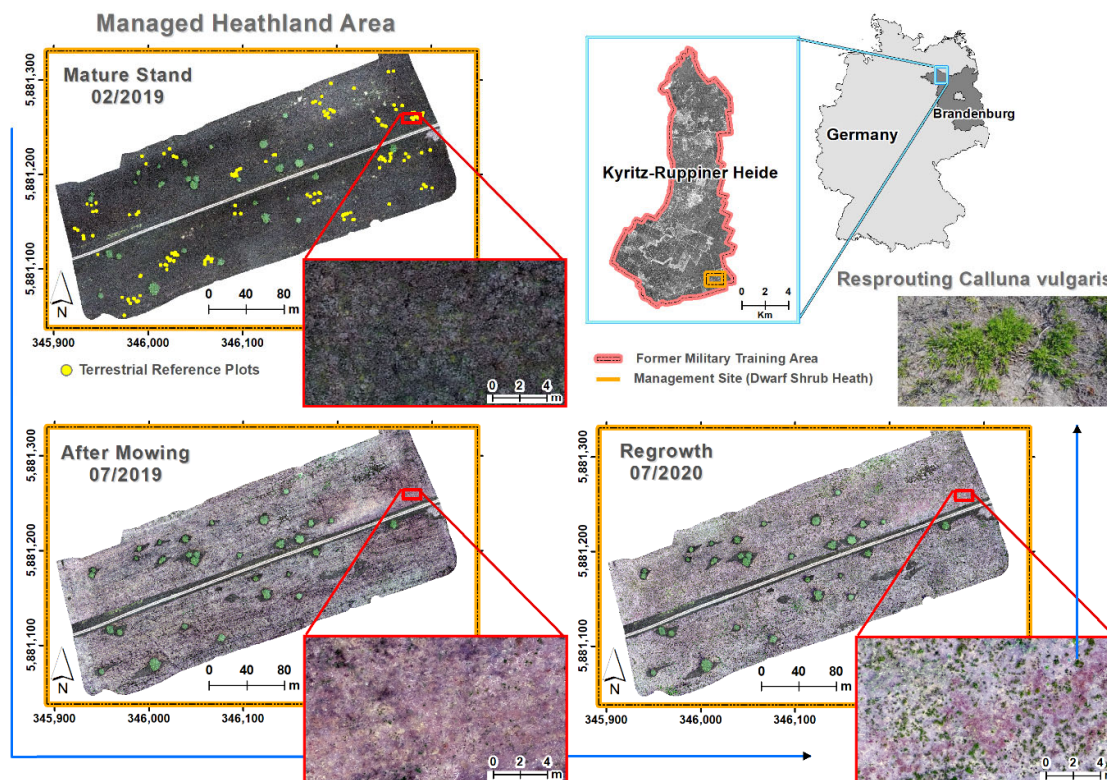 Managed Heathland Area
Mature Stand
02/2019
5,881,300
5,881,200
5,881,100
N
0 40 80
m
345,900
346,000
346,100
0 2 4
m
Terrestrial Reference Plots
Germany
Brandenburg
Kyritz-Ruppiner Heide
0 2 4
Km
Former Military Training Area
Management Site (Dwarf Shrub Heath)
Resprouting Calluna vulgaris
After Mowing
07/2019
5,881,300
5,881,200
5,881,100
N
0 40 80
m
345,900
346,000
346,100
0 2 4
m
Regrowth
07/2020
5,881,300
5,881,200
5,881,100
N
0 40 80
m
345,900
346,000
346,100
0 2 4
m